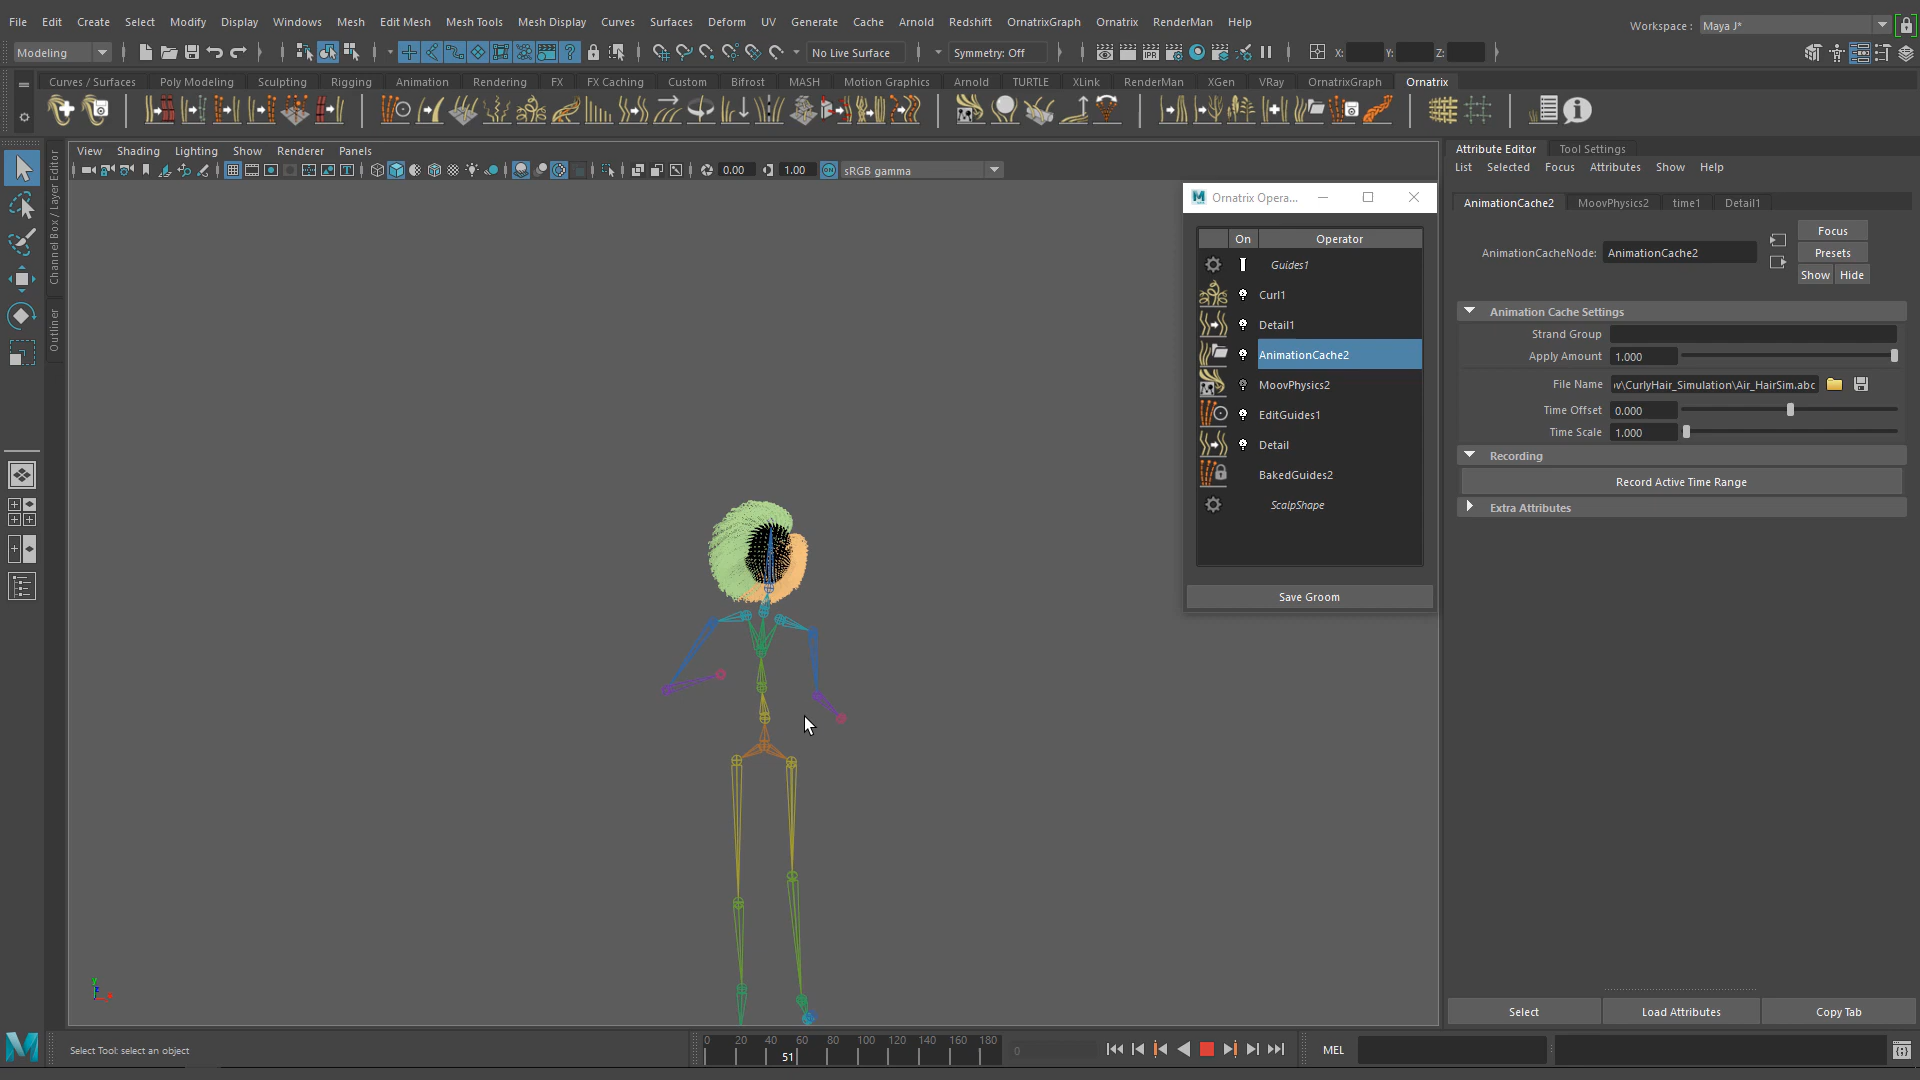 File Edit Create Select Modify Display Windows Mesh Edit Mesh Mesh Tools Mesh Display Curves Surfaces Deform UV Generate Cache Arnold Redshift OrnatrixGraph Ornatrix RenderMan Help
Workspace : Maya J*
Modeling No Live Surface Symmetry: Off X: Y: Z:
Curves / Surfaces Poly Modeling Sculpting Rigging Animation Rendering FX FX Caching Custom Bifrost MASH Motion Graphics Arnold TURTLE XLink RenderMan XGen VRay OrnatrixGraph Ornatrix
View Shading Lighting Show Renderer Panels
0.00 1.00 sRGB gamma
Channel Box / Layer Editor
Outliner
Ornatrix Opera...
On Operator
Guides1
Curl1
Detail1
AnimationCache2
MoovPhysics2
EditGuides1
Detail
BakedGuides2
ScalpShape
Save Groom
Attribute Editor Tool Settings
List Selected Focus Attributes Show Help
AnimationCache2 MoovPhysics2 time1 Detail1
AnimationCacheNode: AnimationCache2
Focus
Presets
Show Hide
Animation Cache Settings
Strand Group
Apply Amount 1.000
File Name v\CurlyHair_Simulation\Air_HairSim.abc
Time Offset 0.000
Time Scale 1.000
Recording
Record Active Time Range
Extra Attributes
Select Load Attributes Copy Tab
Select Tool: select an object
0 20 40 60 80 100 120 140 160 180
51
0
MEL